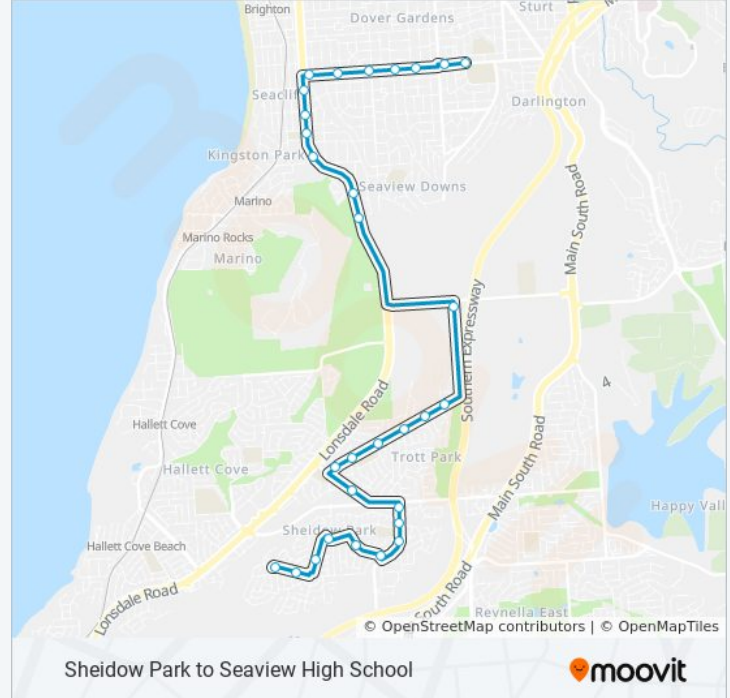 Brighton
Dover Gardens
Sturt
Seacliff
Darlington
Kingston Park
Seaview Downs
Marino
Marino Rocks
Marino
Main South Road
Southern Expressway
4
Lonsdale Road
Hallett Cove
Hallett Cove
Trott Park
Main South Road
Happy Vall
Sheidow Park
Hallett Cove Beach
Lonsdale Road
South Road
Reynella East
© OpenStreetMap contributors | © OpenMapTiles
Sheidow Park to Seaview High School
moovit